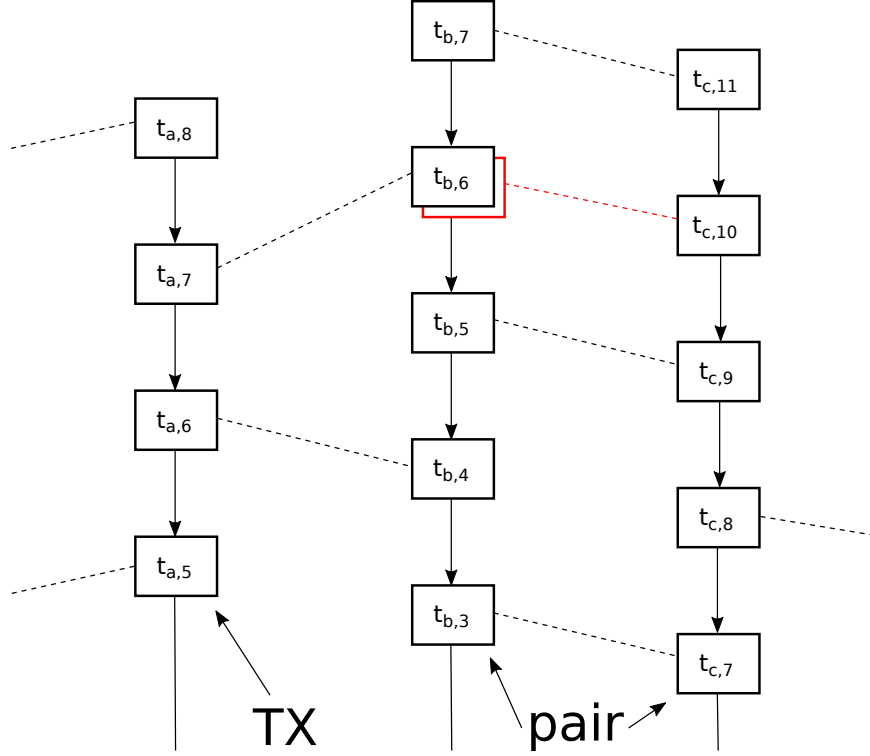 t_b,7
t_c,11
t_a,8
t_b,6
t_c,10
t_a,7
t_b,5
t_c,9
t_a,6
t_b,4
t_c,8
t_a,5
t_b,3
t_c,7
TX
pair